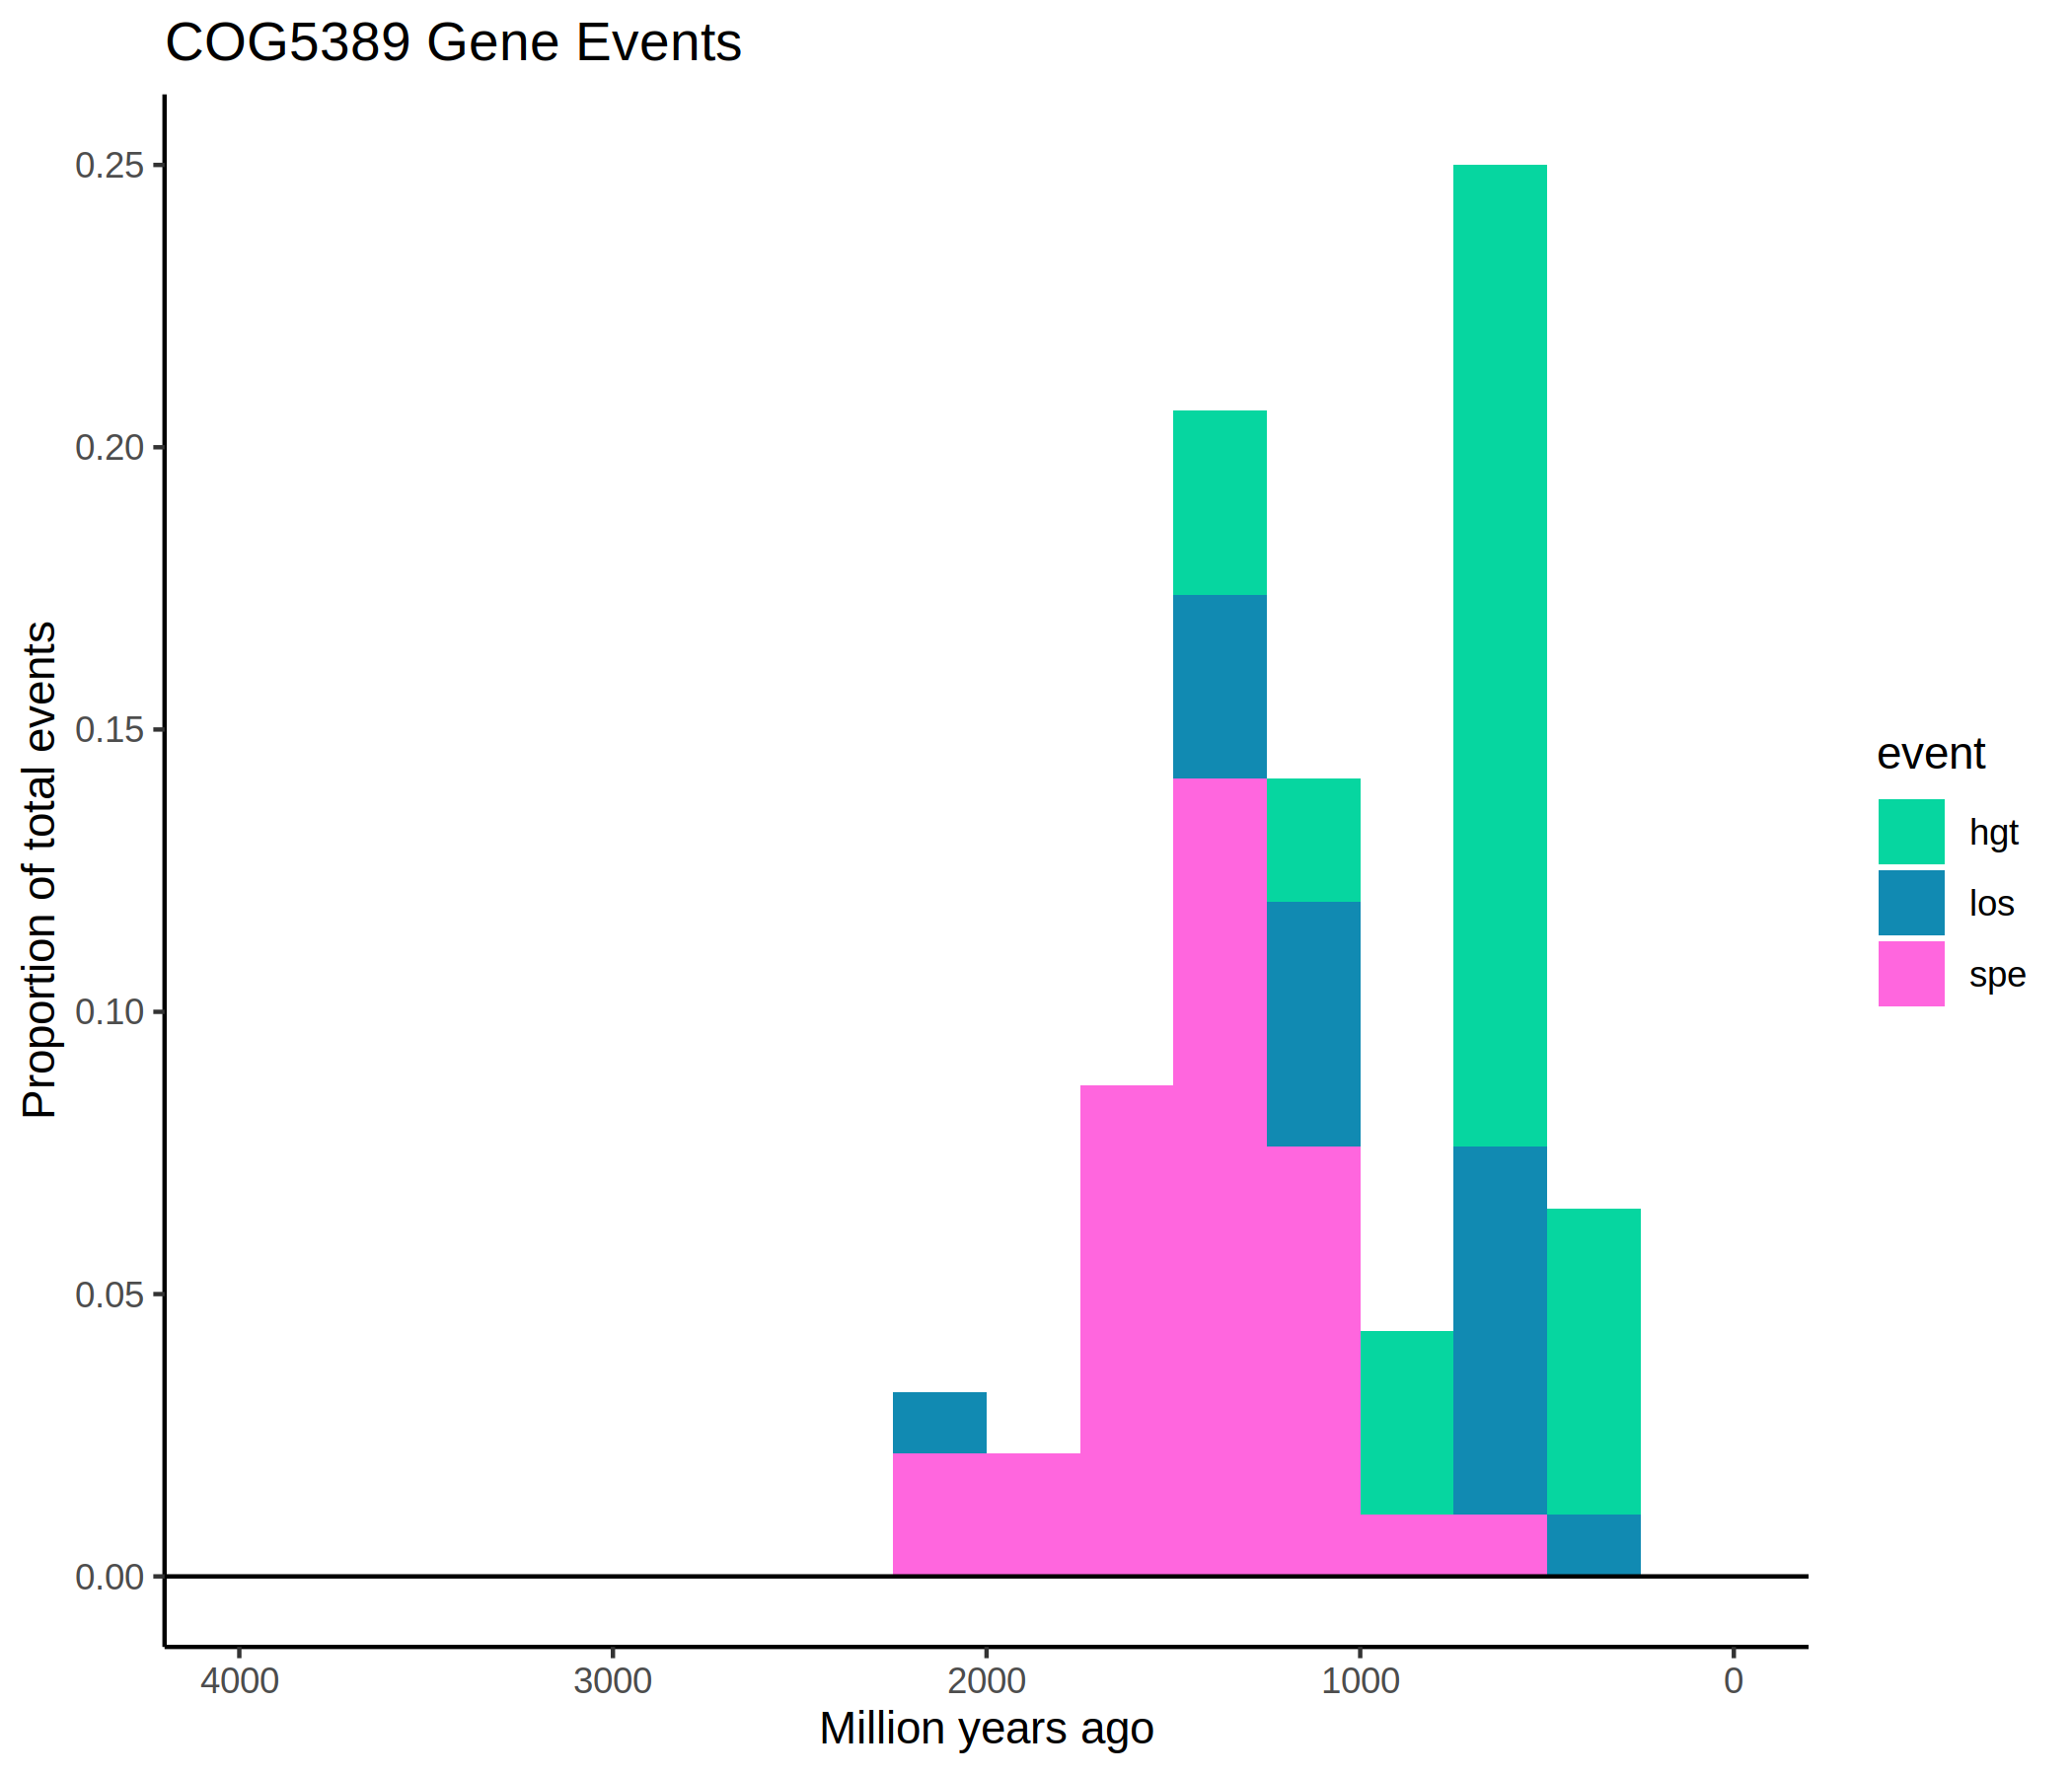 COG5389 Gene Events
Proportion of total events
0.25
0.20
0.15
0.10
0.05
0.00
4000 3000 2000 1000 0
Million years ago
event
hgt
los
spe